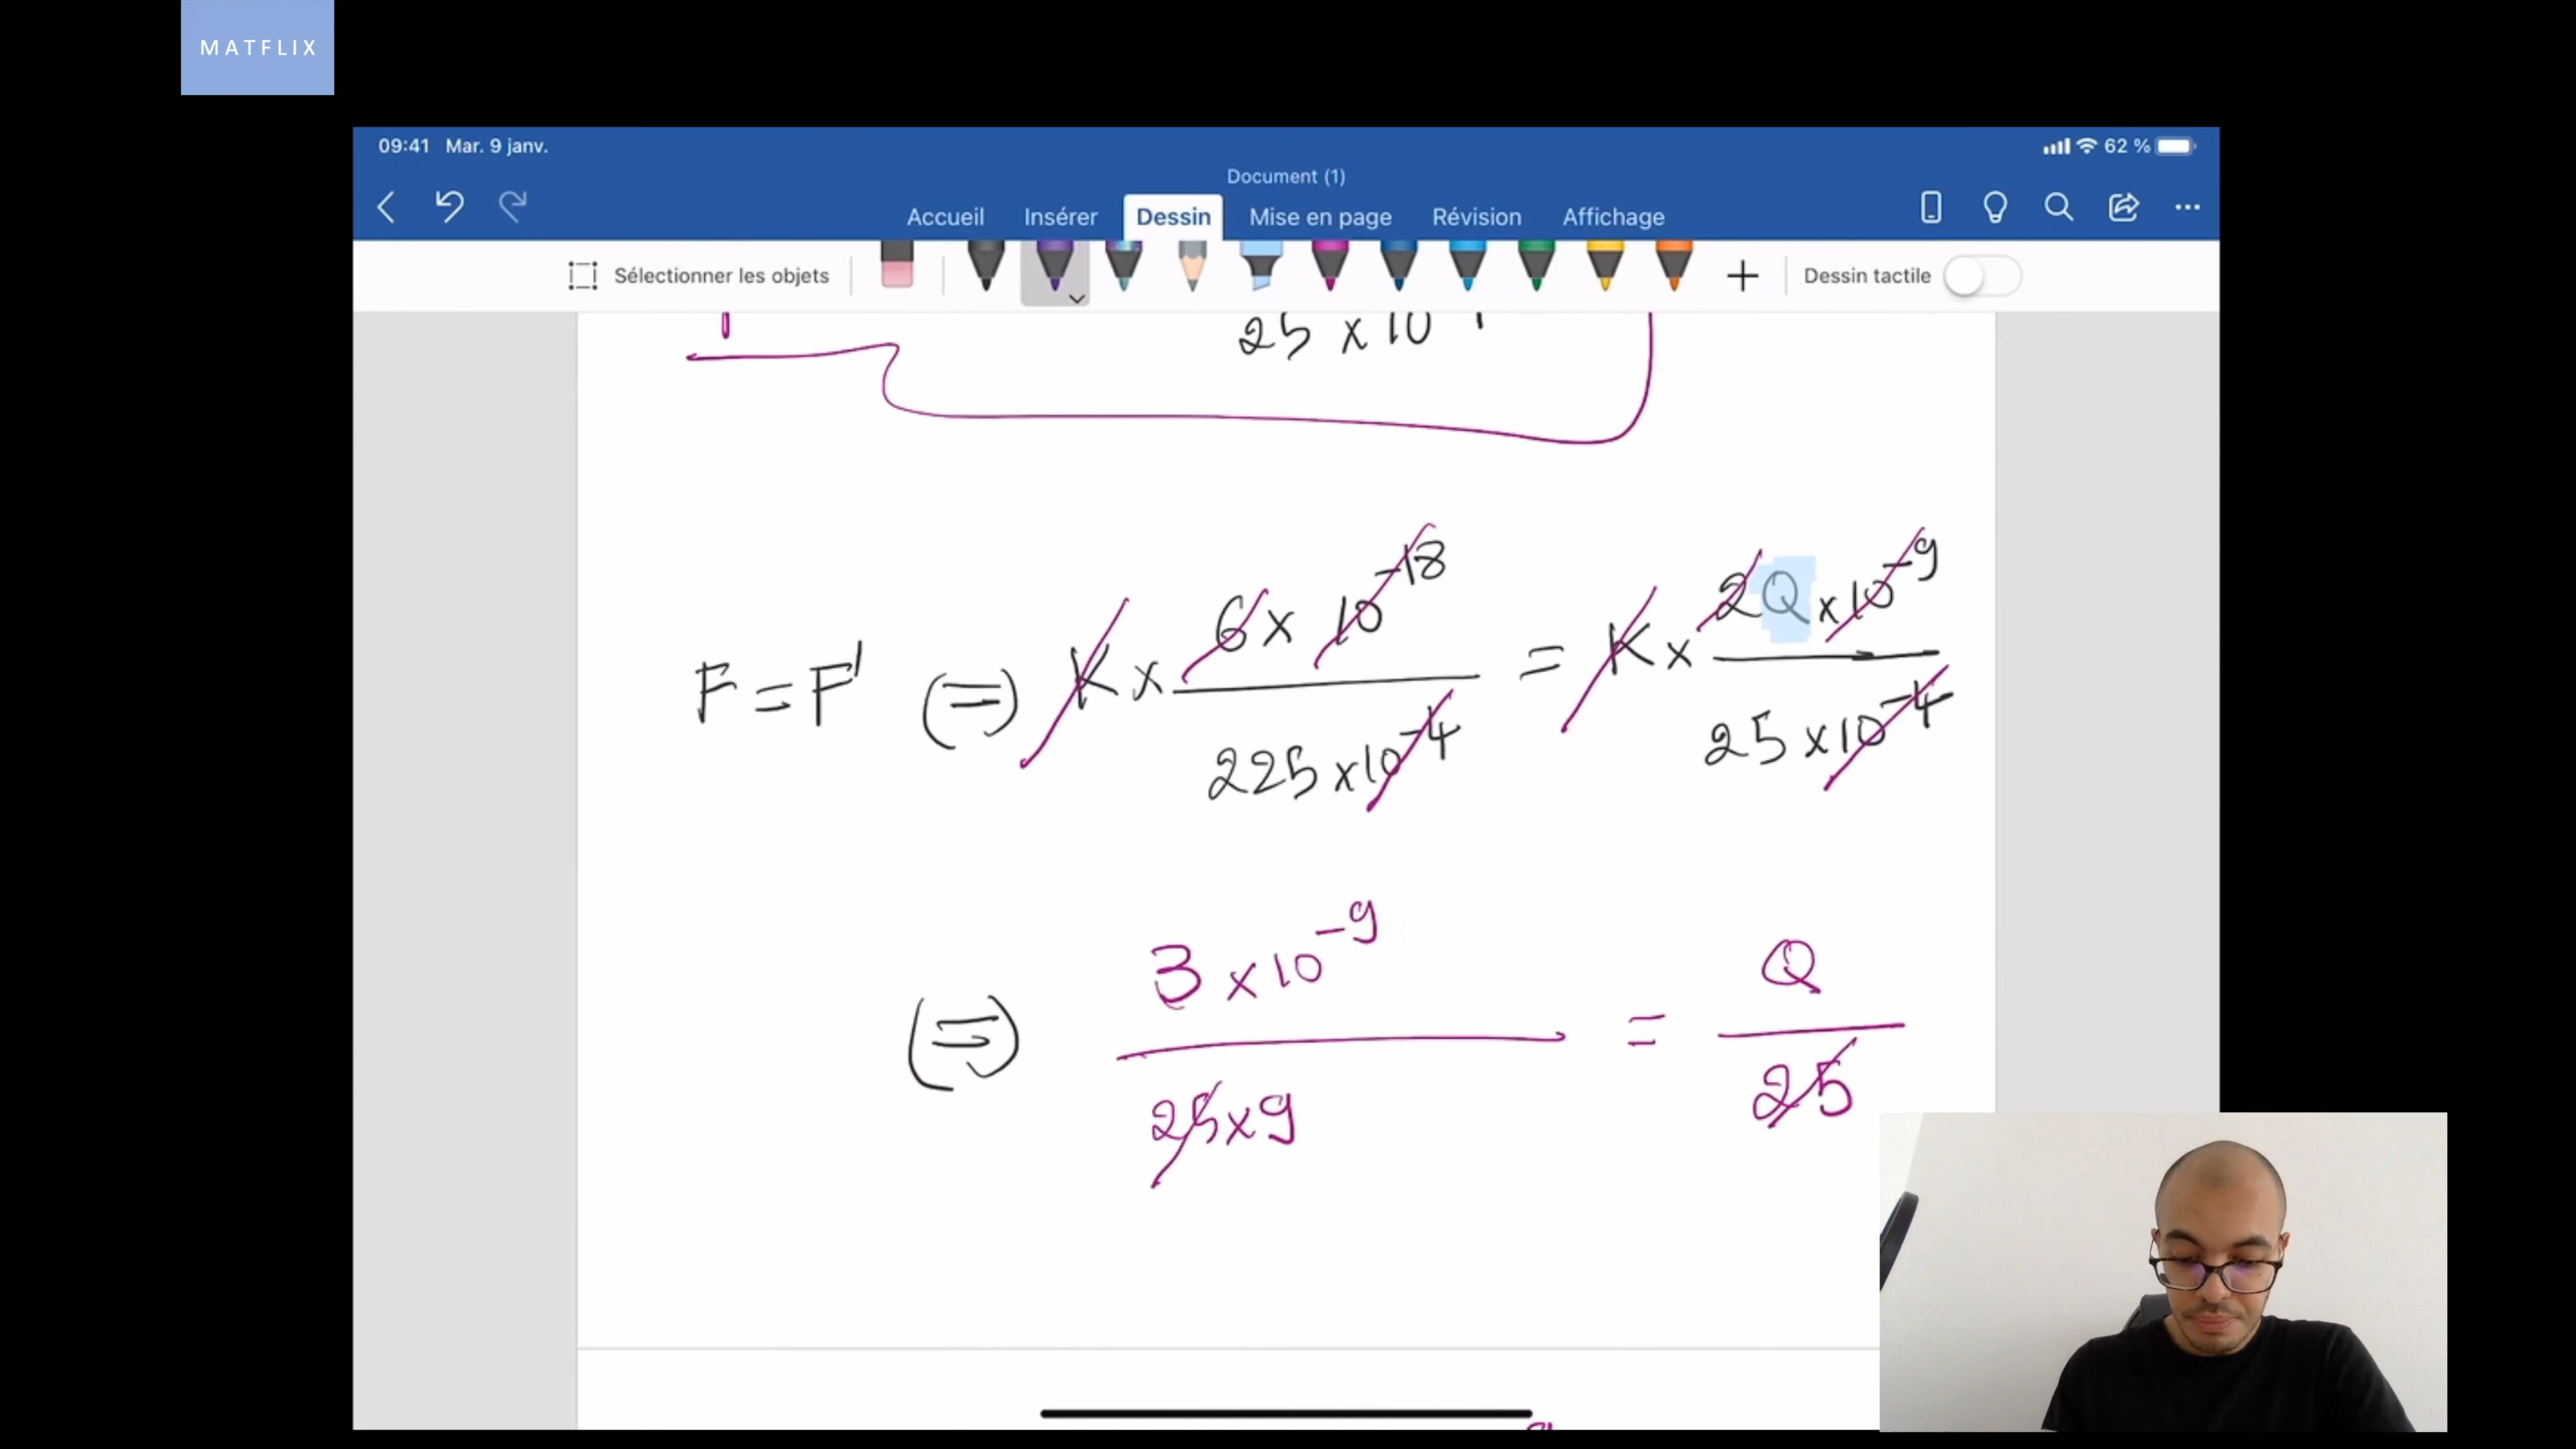 MATFLIX
09:41 Mar. 9 janv.
62 %
Document (1)
Accueil Insérer Dessin Mise en page Révision Affichage
Sélectionner les objets
Dessin tactile
25 x 10
F = F' (=) K x 6 x 10^-18 / 225 x 10^-4 = K x 2Q x 10^-9 / 25 x 10^-4
(=) 3 x 10^-9 / 25 x 9 = Q / 25